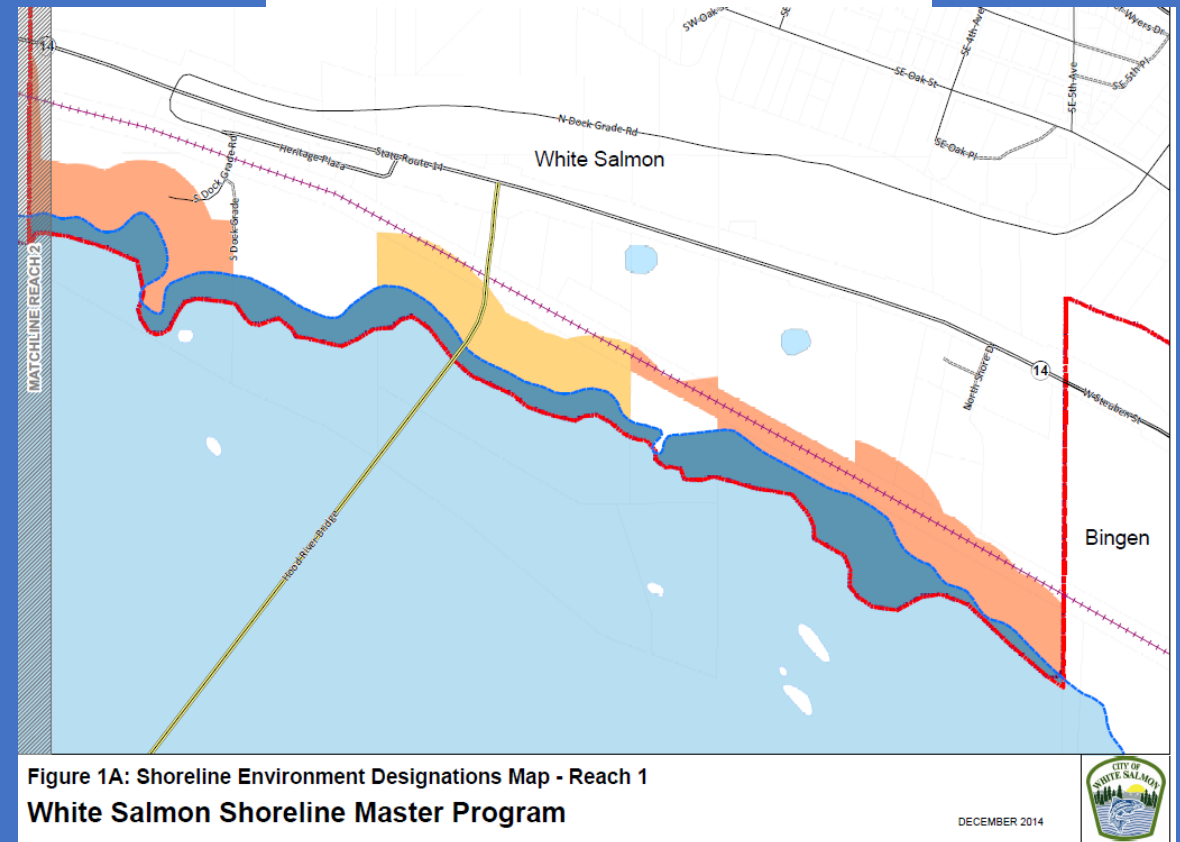 14
SW Oak St
SE 4th Ave
er Wyers Dr
SE Oak St
SE 5th Ave
SE 5th Pl
N Dock Grade Rd
SE Oak Pl
Heritage Plaza
State Route 14
White Salmon
S Dock Grade Rd
S Dock Grade
MATCHLINE REACH 2
North Shore Dr
14
W Steuben St
Hood River Bridge
Bingen
Figure 1A: Shoreline Environment Designations Map - Reach 1
White Salmon Shoreline Master Program
DECEMBER 2014
CITY OF
WHITE SALMON